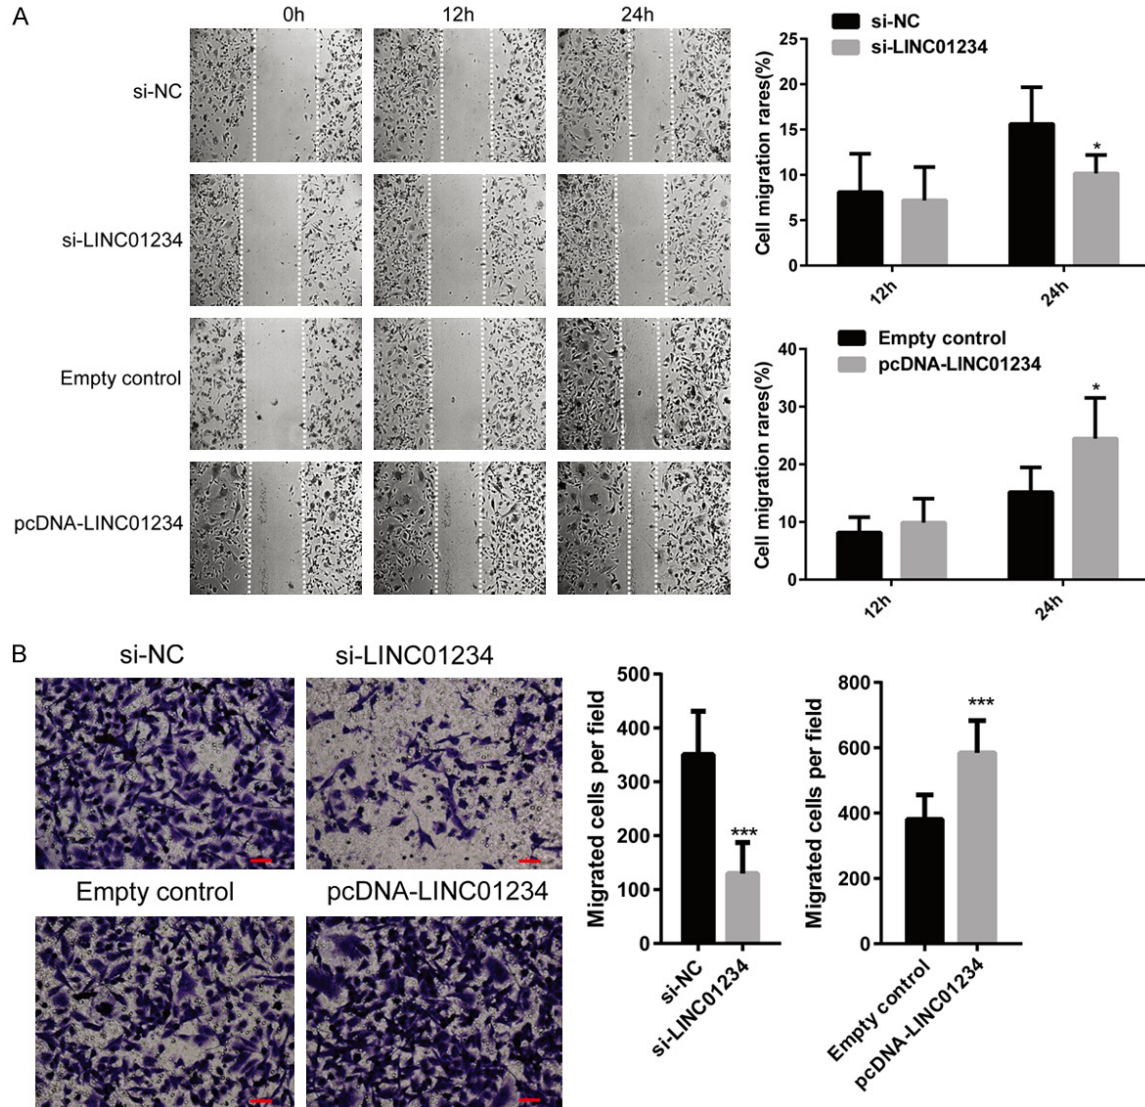 A
0h 12h 24h
si-NC
si-LINC01234
Empty control
pcDNA-LINC01234
si-NC
si-LINC01234
Cell migration rares(%)
25
20
15
10
5
0
*
12h 24h
Empty control
pcDNA-LINC01234
Cell migration rares(%)
40
30
20
10
0
*
12h 24h
B
si-NC si-LINC01234
Empty control pcDNA-LINC01234
Migrated cells per field
500
400
300
200
100
0
***
si-NC
si-LINC01234
Migrated cells per field
800
600
400
200
0
***
Empty control
pcDNA-LINC01234